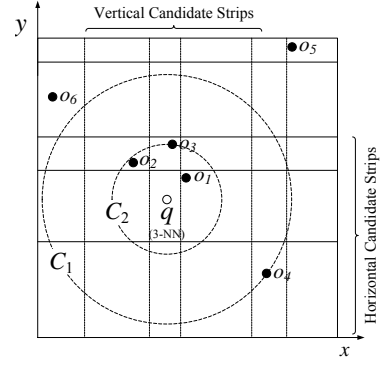 Vertical Candidate Strips
y
o5
o6
o3
o2
o1
C2
q
(3-NN)
C1
o4
Horizontal Candidate Strips
x